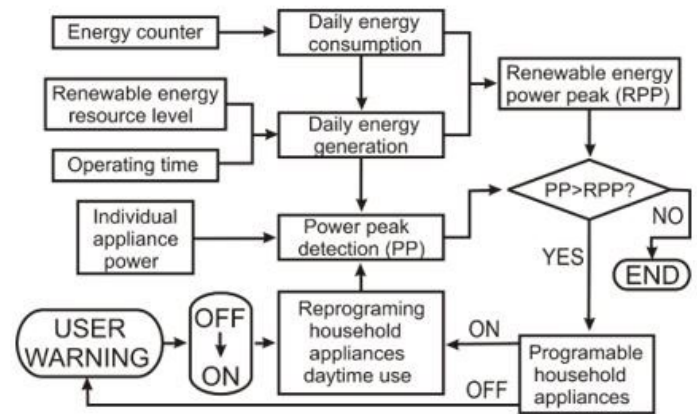 Energy counter
Daily energy
consumption
Renewable energy
resource level
Operating time
Daily energy
generation
Renewable energy
power peak (RPP)
Individual
appliance
power
Power peak
detection (PP)
PP>RPP?
NO
END
YES
USER
WARNING
OFF
ON
Reprograming
household
appliances
daytime use
ON
OFF
Programable
household
appliances